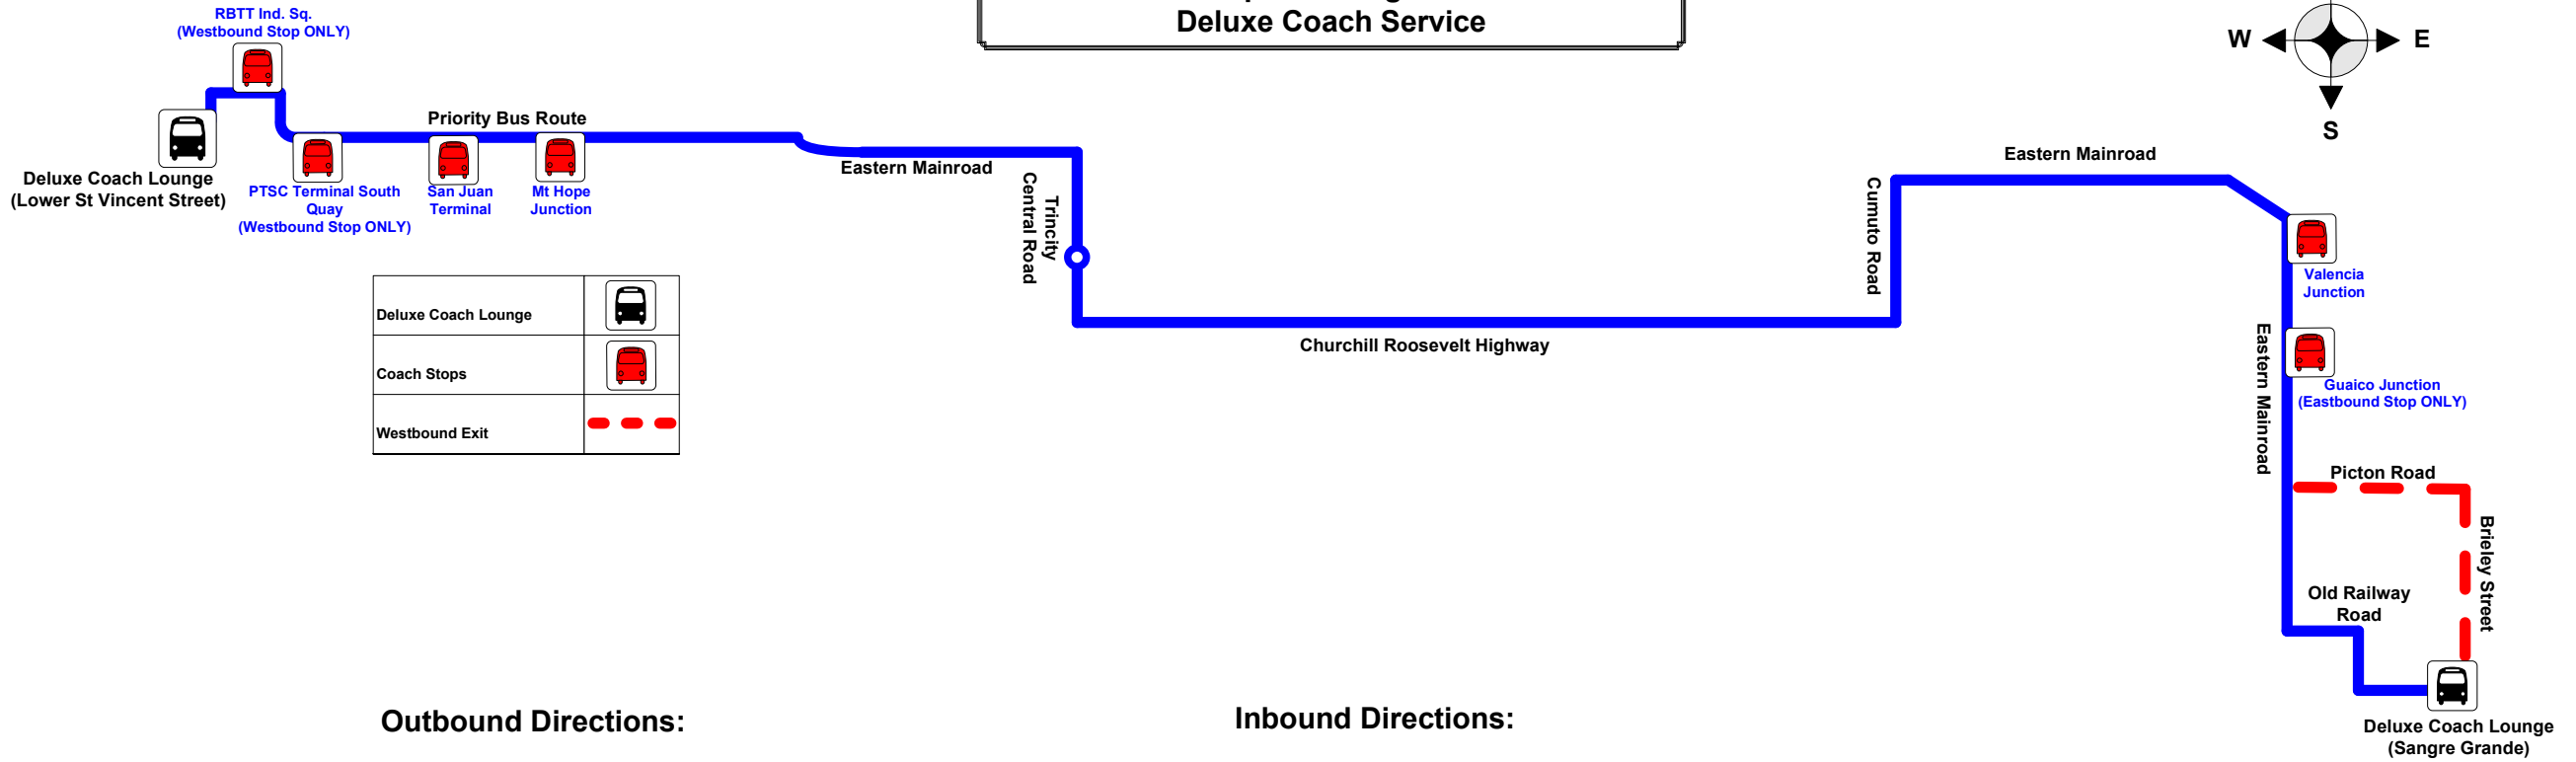 Deluxe Coach Service
RBTT Ind. Sq.
(Westbound Stop ONLY)
W
E
S
Priority Bus Route
Eastern Mainroad
Deluxe Coach Lounge
(Lower St Vincent Street)
PTSC Terminal South
Quay
(Westbound Stop ONLY)
San Juan
Terminal
Mt Hope
Junction
Trincity
Central Road
Churchill Roosevelt Highway
Cumuto Road
Eastern Mainroad
Valencia
Junction
Eastern Mainroad
Guaico Junction
(Eastbound Stop ONLY)
Picton Road
Brieley Street
Old Railway
Road
Deluxe Coach Lounge
(Sangre Grande)
Deluxe Coach Lounge
Coach Stops
Westbound Exit
Outbound Directions:
Inbound Directions: